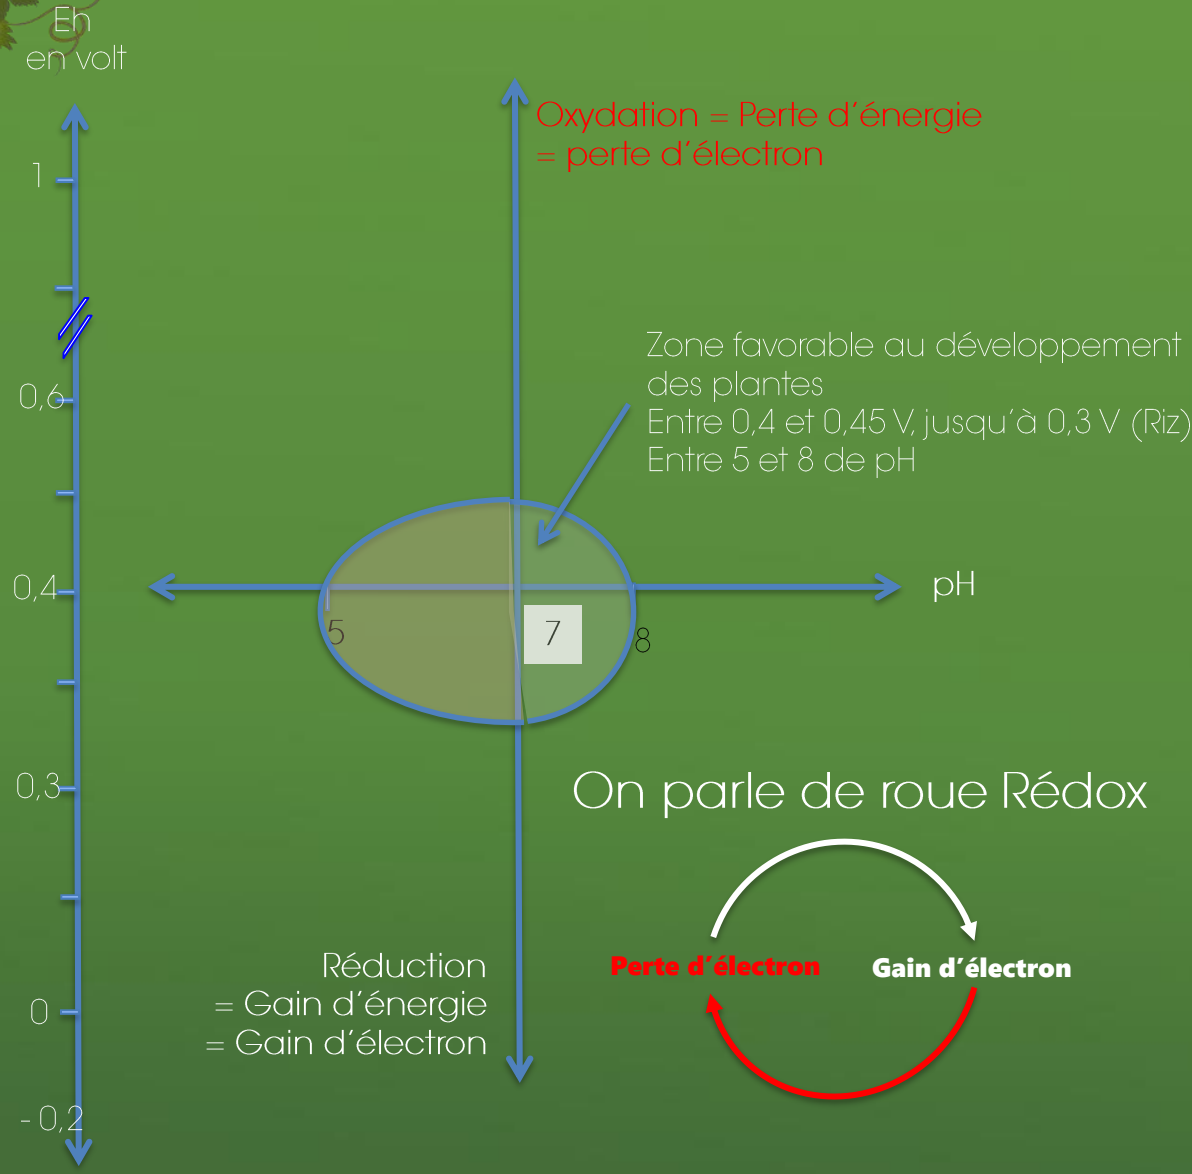 Eh
en volt
1
0,6
0,4
0,3
0
- 0,2
Oxydation = Perte d'énergie
= perte d'électron
Zone favorable au développement
des plantes
Entre 0,4 et 0,45 V, jusqu'à 0,3 V (Riz)
Entre 5 et 8 de pH
pH
5
7
8
On parle de roue Rédox
Perte d'électron
Gain d'électron
Réduction
= Gain d'énergie
= Gain d'électron